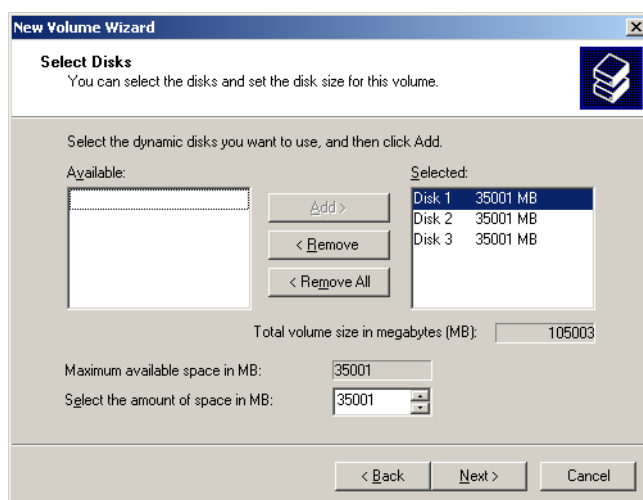 New Volume Wizard
Select Disks
You can select the disks and set the disk size for this volume.
Select the dynamic disks you want to use, and then click Add.
Available:
Selected:
Add >
< Remove
< Remove All
Disk 1 35001 MB
Disk 2 35001 MB
Disk 3 35001 MB
Total volume size in megabytes (MB): 105003
Maximum available space in MB: 35001
Select the amount of space in MB: 35001
< Back
Next >
Cancel